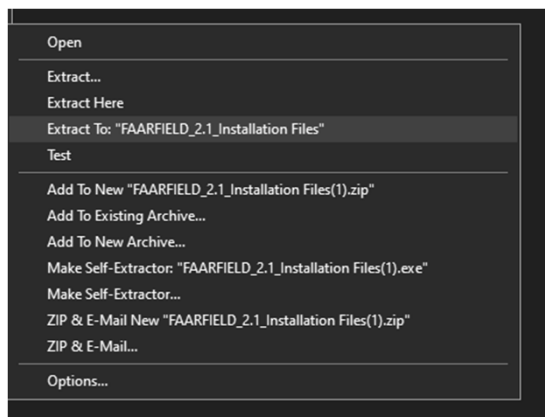 Open
Extract...
Extract Here
Extract To: "FAARFIELD_2.1_Installation Files"
Test
Add To New "FAARFIELD_2.1_Installation Files(1).zip"
Add To Existing Archive...
Add To New Archive...
Make Self-Extractor: "FAARFIELD_2.1_Installation Files(1).exe"
Make Self-Extractor...
ZIP & E-Mail New "FAARFIELD_2.1_Installation Files(1).zip"
ZIP & E-Mail...
Options...